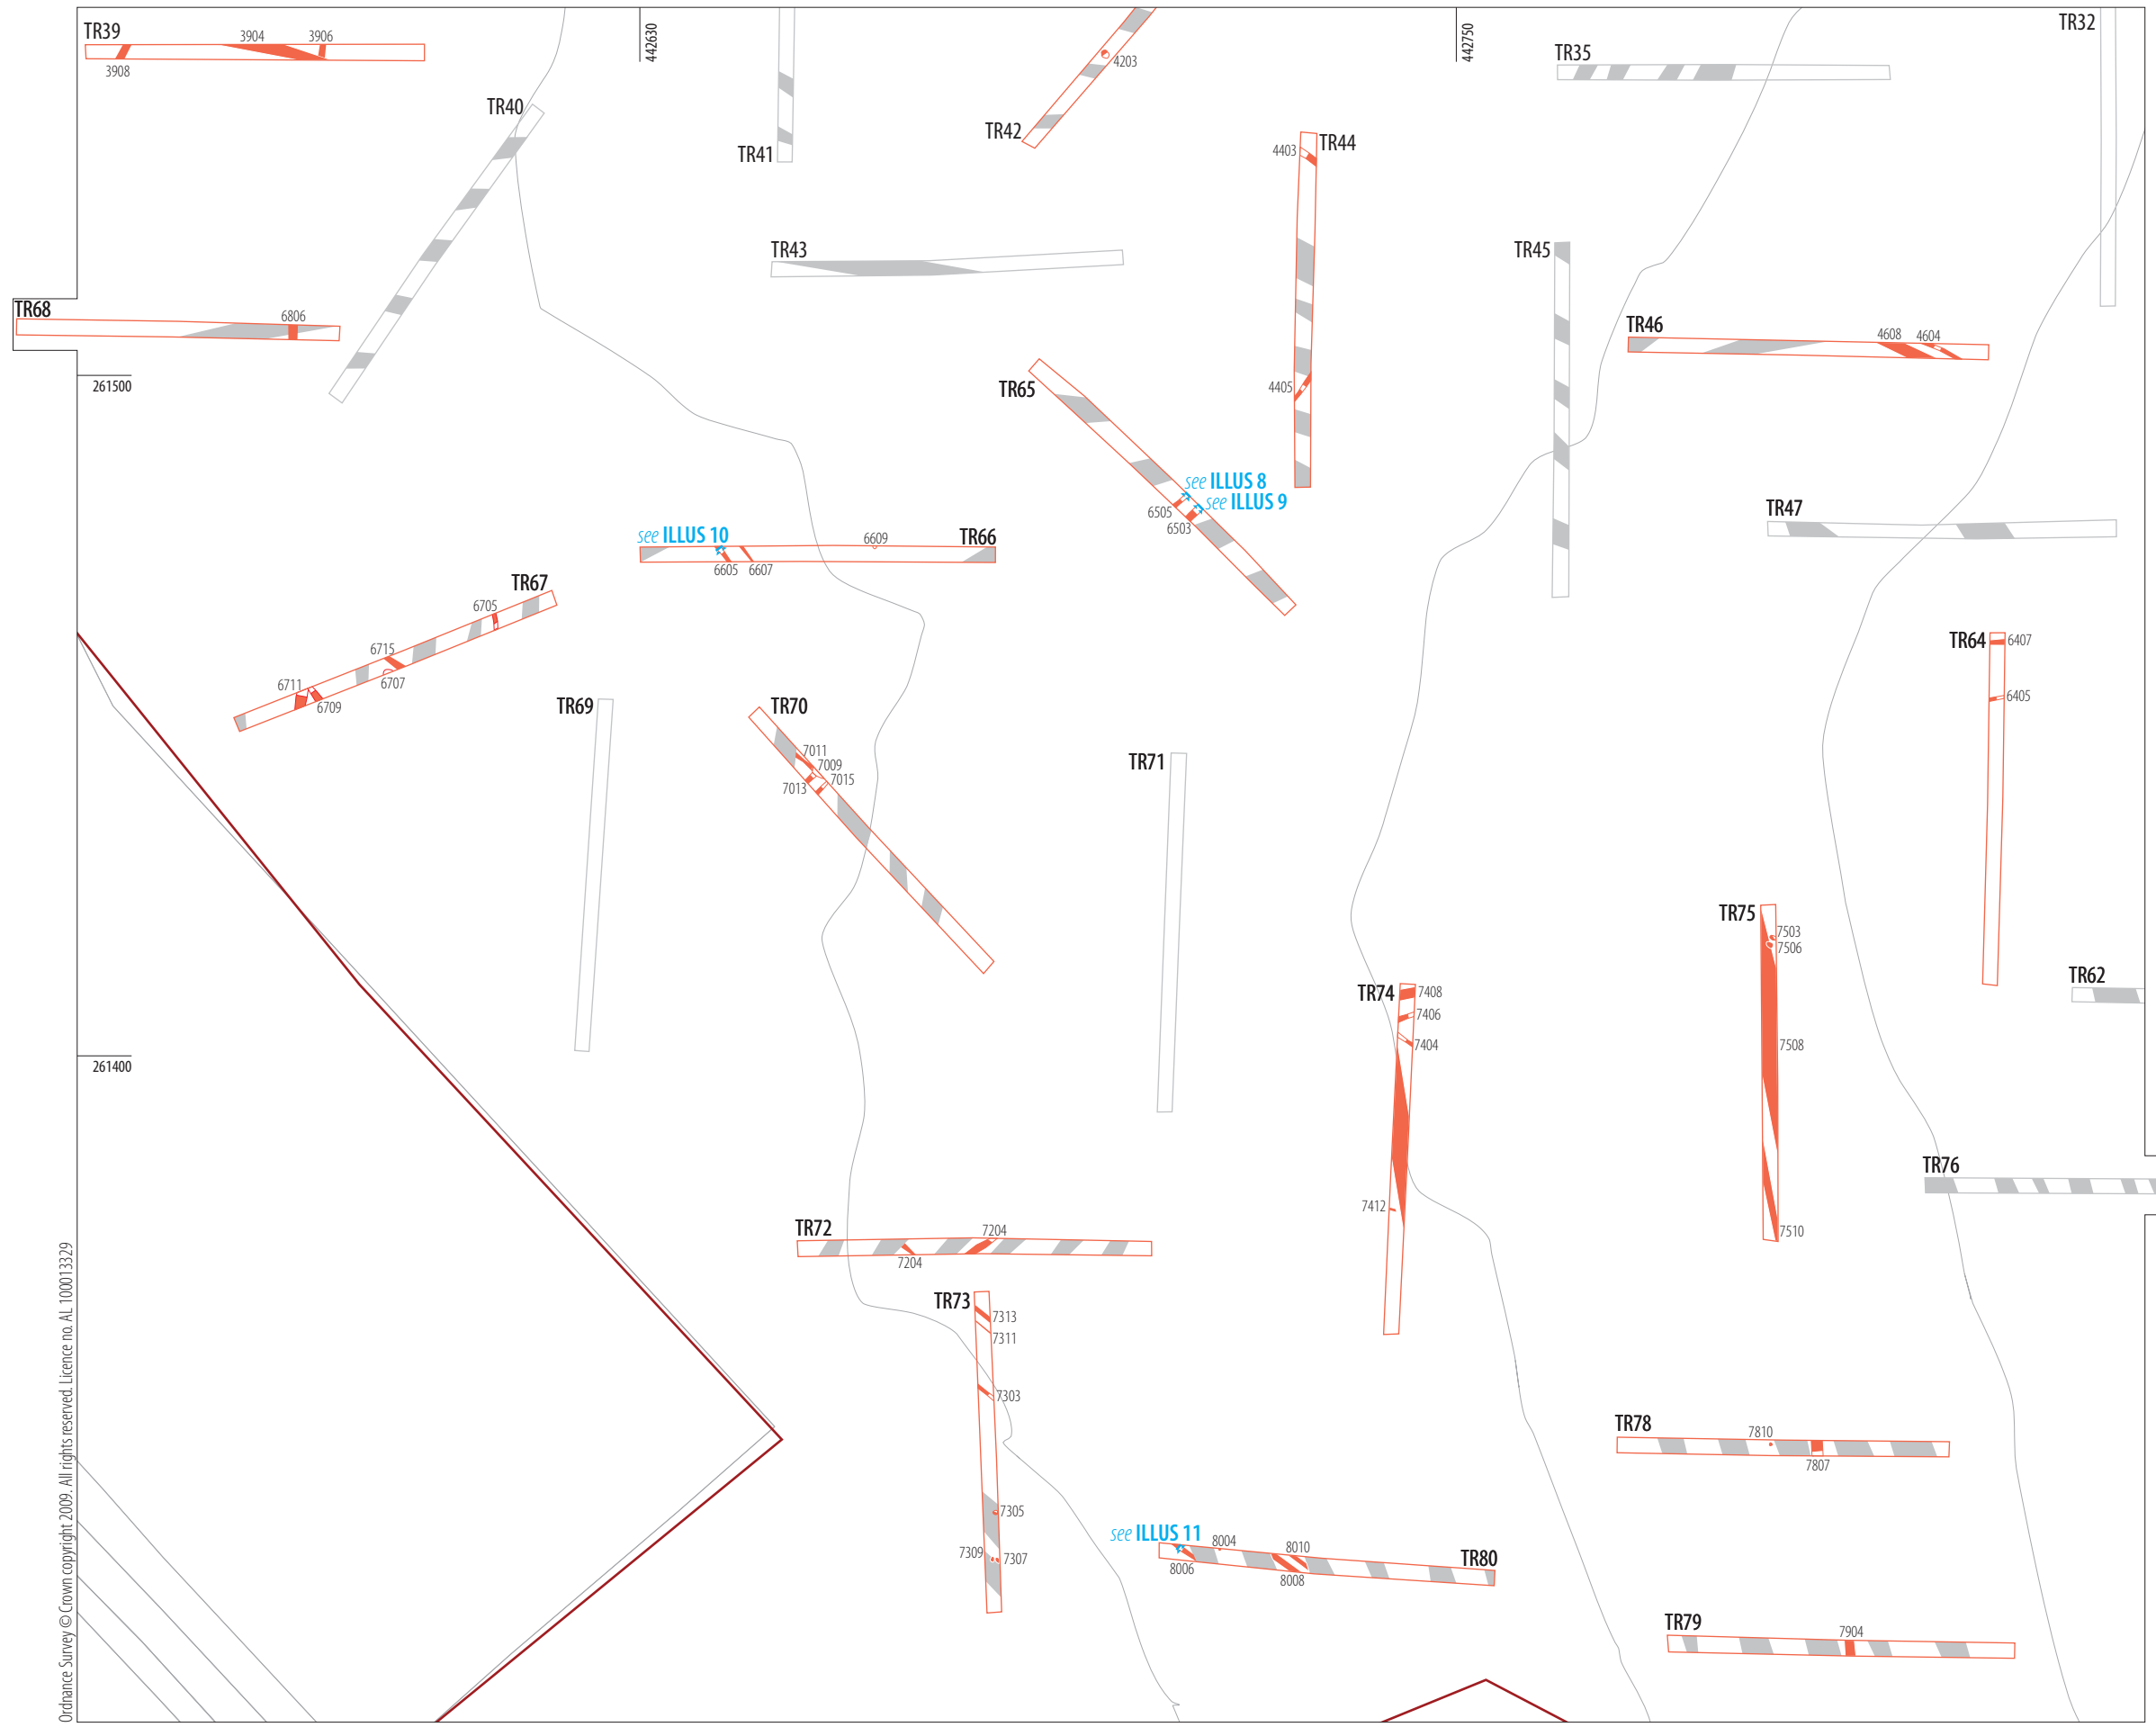 TR39
3904
3906
3908
442630
4203
442750
TR35
TR32
TR40
TR41
TR42
4403
TR44
TR43
TR45
TR68
6806
TR46
4608
4604
261500
TR65
4405
see ILLUS 8
see ILLUS 9
6505
6503
TR47
see ILLUS 10
6609
TR66
6605
6607
TR67
6705
6715
6707
6711
6709
TR64
6407
6405
TR69
TR70
7011
7009
7015
7013
TR71
TR75
7503
7506
7508
7510
TR62
TR74
7408
7406
7404
7412
261400
TR76
TR72
7204
7204
TR73
7313
7311
7303
7305
7309
7307
TR78
7810
7807
see ILLUS 11
8004
8010
TR80
8006
8008
TR79
7904
Ordnance Survey © Crown copyright 2009. All rights reserved. Licence no. AL 100013329